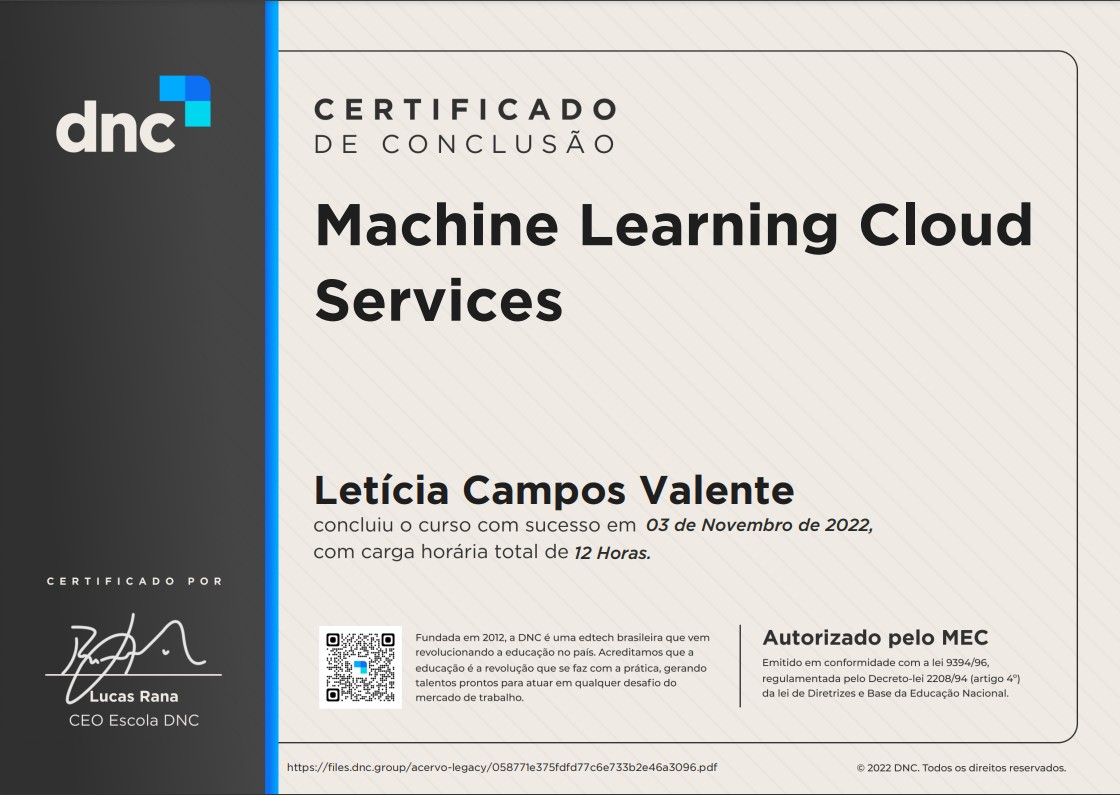 dnc
CERTIFICADO
DE CONCLUSÃO
Machine Learning Cloud
Services
Letícia Campos Valente
concluiu o curso com sucesso em 03 de Novembro de 2022,
com carga horária total de 12 Horas.
CERTIFICADO POR
Lucas Rana
CEO Escola DNC
Fundada em 2012, a DNC é uma edtech brasileira que vem
revolucionando a educação no país. Acreditamos que a
educação é a revolução que se faz com a prática, gerando
talentos prontos para atuar em qualquer desafio do
mercado de trabalho.
Autorizado pelo MEC
Emitido em conformidade com a lei 9394/96,
regulamentada pelo Decreto-lei 2208/94 (artigo 4º)
da lei de Diretrizes e Base da Educação Nacional.
https://files.dnc.group/acervo-legacy/058771e375fdfd77c6e733b2e46a3096.pdf
© 2022 DNC. Todos os direitos reservados.